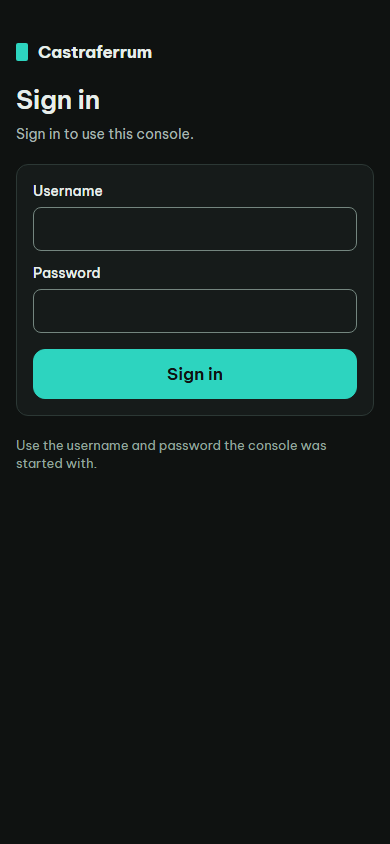 Castraferrum
Sign in
Sign in to use this console.
Username
Password
Sign in
Use the username and password the console was
started with.